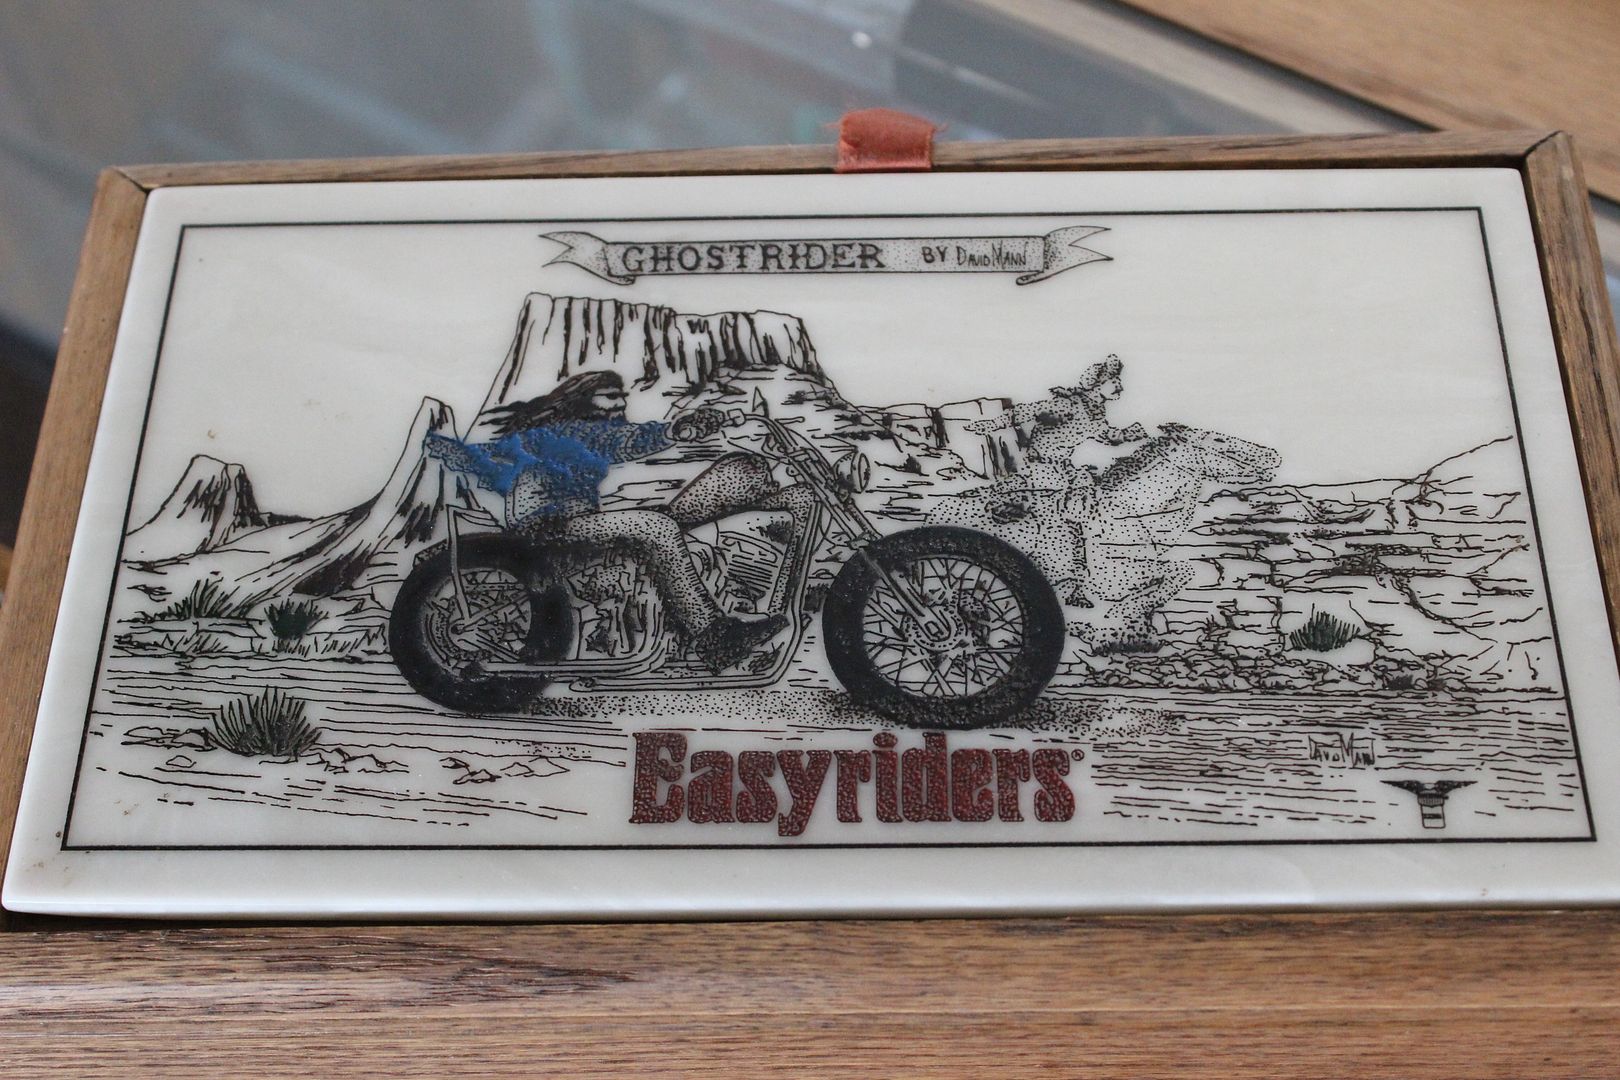 GHOSTRIDER BY DAVID MANN
DAVID MANN
Easyriders®